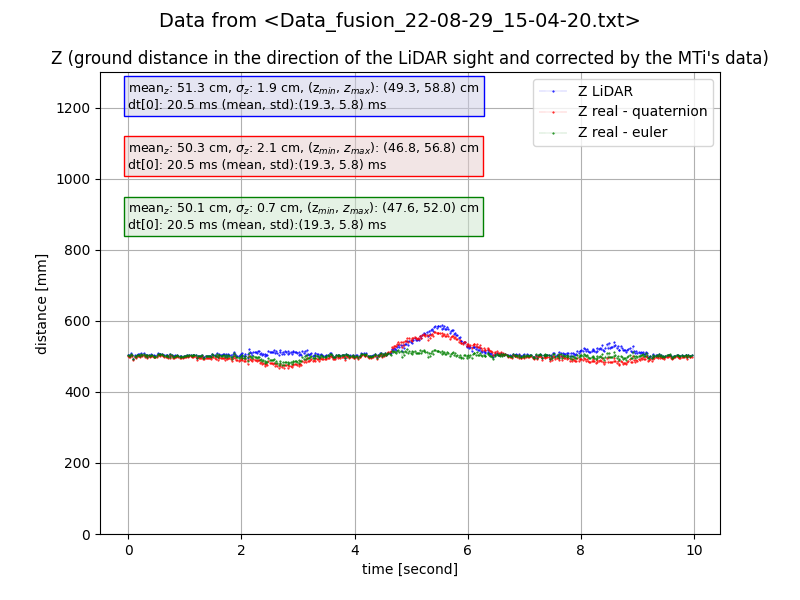 Data from <Data_fusion_22-08-29_15-04-20.txt>
Z (ground distance in the direction of the LiDAR sight and corrected by the MTi's data)
mean_z: 51.3 cm, σ_z: 1.9 cm, (z_min, z_max): (49.3, 58.8) cm
dt[0]: 20.5 ms (mean, std):(19.3, 5.8) ms
mean_z: 50.3 cm, σ_z: 2.1 cm, (z_min, z_max): (46.8, 56.8) cm
dt[0]: 20.5 ms (mean, std):(19.3, 5.8) ms
mean_z: 50.1 cm, σ_z: 0.7 cm, (z_min, z_max): (47.6, 52.0) cm
dt[0]: 20.5 ms (mean, std):(19.3, 5.8) ms
Z LiDAR
Z real - quaternion
Z real - euler
distance [mm]
1200
1000
800
600
400
200
0
0 2 4 6 8 10
time [second]